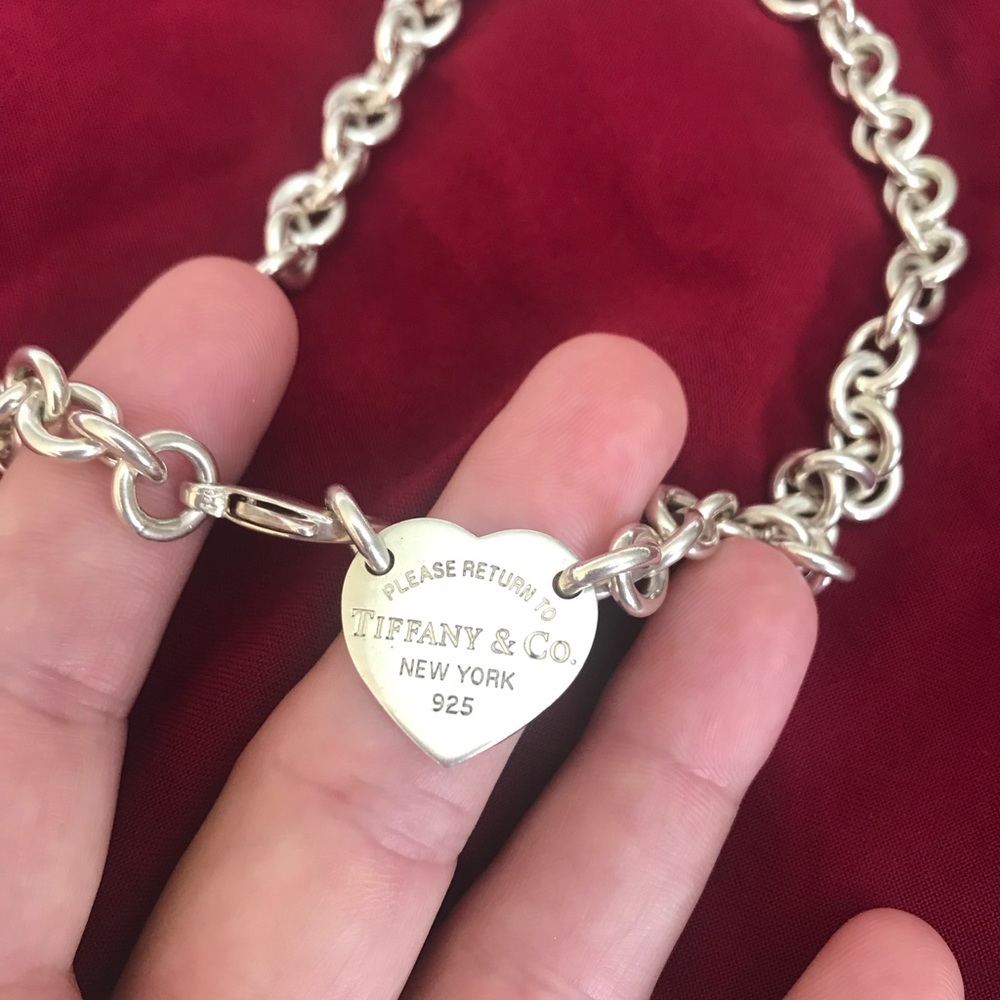 PLEASE RETURN TO
TIFFANY & CO.
NEW YORK
925